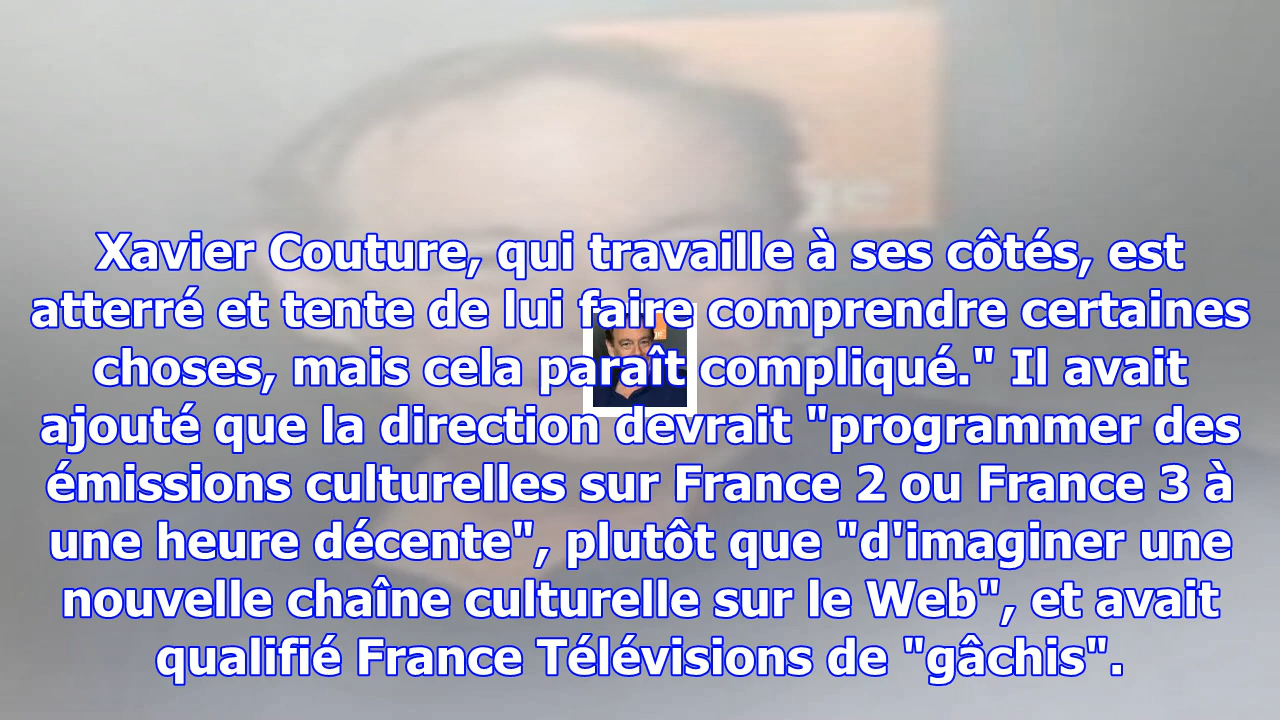 Xavier Couture, qui travaille à ses côtés, est
atterré et tente de lui faire comprendre certaines
choses, mais cela paraît compliqué." Il avait
ajouté que la direction devrait "programmer des
émissions culturelles sur France 2 ou France 3 à
une heure décente", plutôt que "d'imaginer une
nouvelle chaîne culturelle sur le Web", et avait
qualifié France Télévisions de "gâchis".